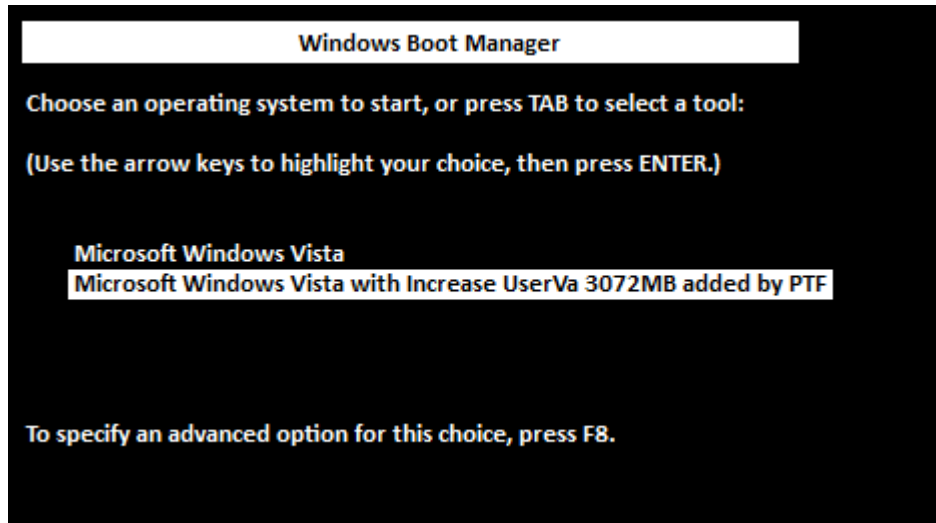 Windows Boot Manager
Choose an operating system to start, or press TAB to select a tool:
(Use the arrow keys to highlight your choice, then press ENTER.)
Microsoft Windows Vista
Microsoft Windows Vista with Increase UserVa 3072MB added by PTF
To specify an advanced option for this choice, press F8.